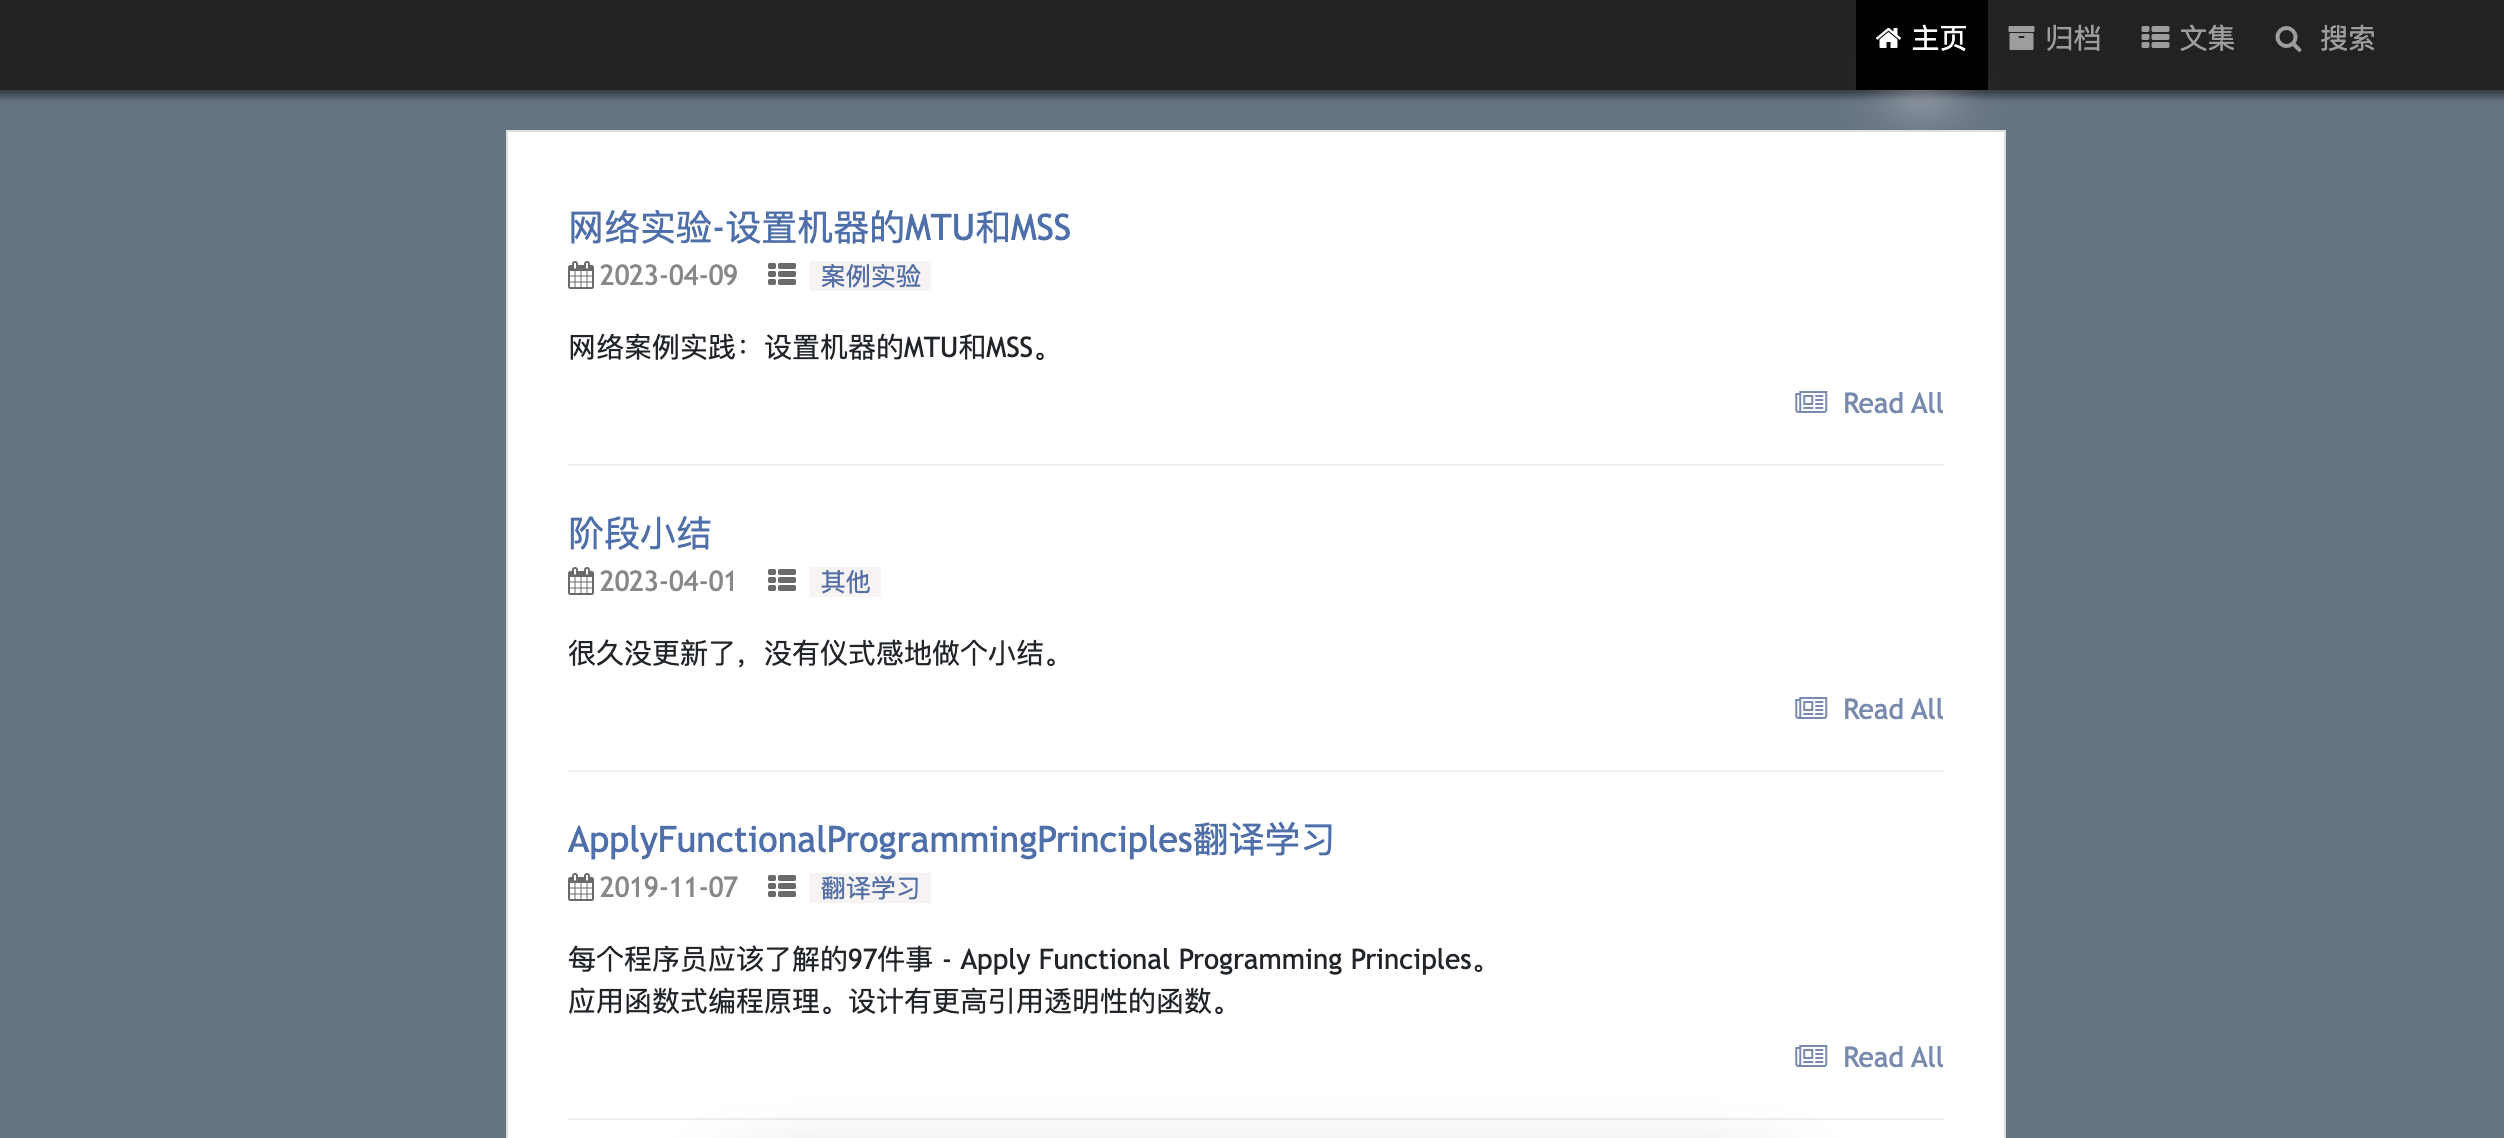 主页 归档 文集 搜索
网络实验-设置机器的MTU和MSS
2023-04-09 案例实验
网络案例实践：设置机器的MTU和MSS。
Read All
阶段小结
2023-04-01 其他
很久没更新了，没有仪式感地做个小结。
Read All
ApplyFunctionalProgrammingPrinciples翻译学习
2019-11-07 翻译学习
每个程序员应该了解的97件事 - Apply Functional Programming Principles。
应用函数式编程原理。设计有更高引用透明性的函数。
Read All